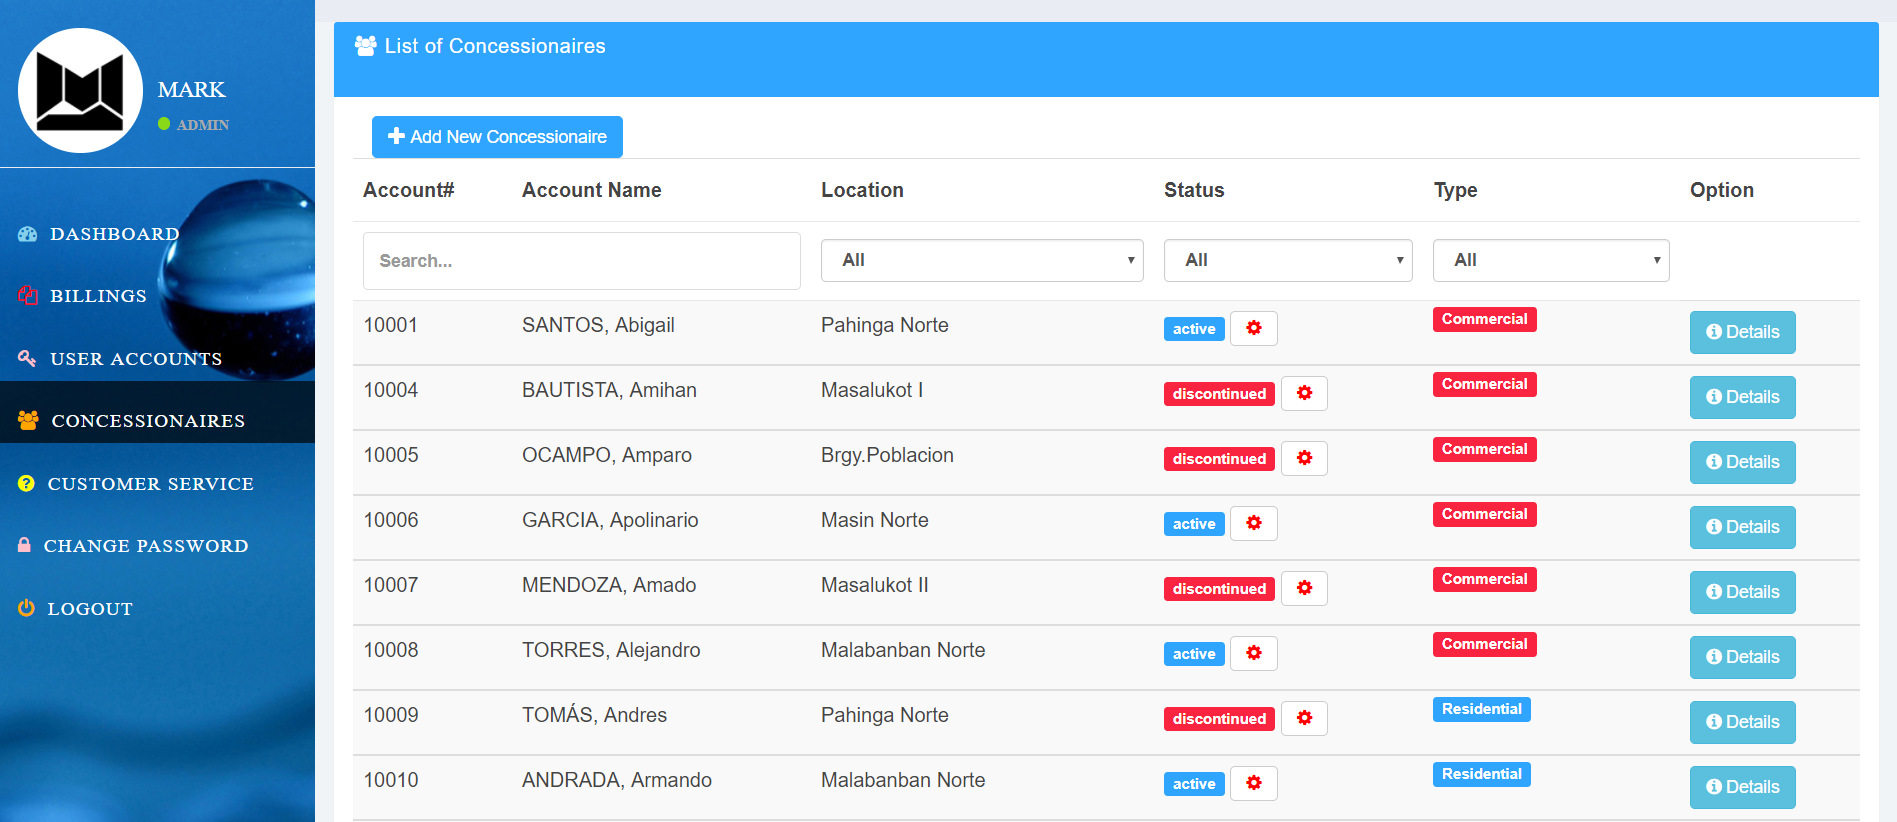 MARK
ADMIN
DASHBOARD
BILLINGS
USER ACCOUNTS
CONCESSIONAIRES
CUSTOMER SERVICE
CHANGE PASSWORD
LOGOUT
List of Concessionaires
Add New Concessionaire
Account# Account Name Location Status Type Option
Search... All All All
10001 SANTOS, Abigail Pahinga Norte active Commercial Details
10004 BAUTISTA, Amihan Masalukot I discontinued Commercial Details
10005 OCAMPO, Amparo Brgy.Poblacion discontinued Commercial Details
10006 GARCIA, Apolinario Masin Norte active Commercial Details
10007 MENDOZA, Amado Masalukot II discontinued Commercial Details
10008 TORRES, Alejandro Malabanban Norte active Commercial Details
10009 TOMÁS, Andres Pahinga Norte discontinued Residential Details
10010 ANDRADA, Armando Malabanban Norte active Residential Details